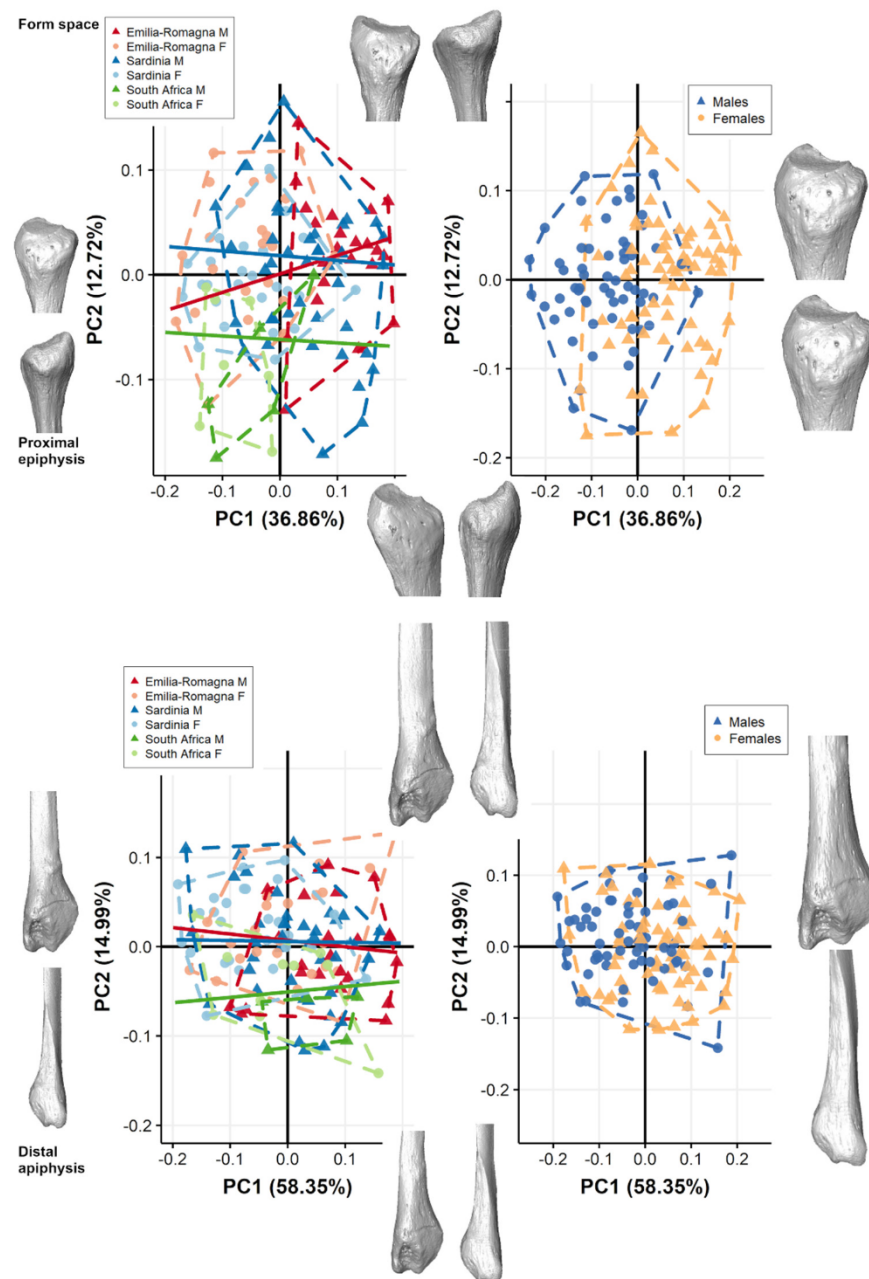 Form space
Emilia-Romagna M
Emilia-Romagna F
Sardinia M
Sardinia F
South Africa M
South Africa F
Males
Females
PC2 (12.72%)
0.1
0.0
-0.1
-0.2
-0.1
0.0
0.1
PC1 (36.86%)
PC2 (12.72%)
0.1
0.0
-0.1
-0.2
-0.2
-0.1
0.0
0.1
0.2
PC1 (36.86%)
Proximal
epiphysis
Emilia-Romagna M
Emilia-Romagna F
Sardinia M
Sardinia F
South Africa M
South Africa F
Males
Females
PC2 (14.99%)
0.1
0.0
-0.1
-0.2
-0.2
-0.1
0.0
0.1
PC1 (58.35%)
PC2 (14.99%)
0.1
0.0
-0.1
-0.2
-0.2
-0.1
0.0
0.1
0.2
PC1 (58.35%)
Distal
apiphysis